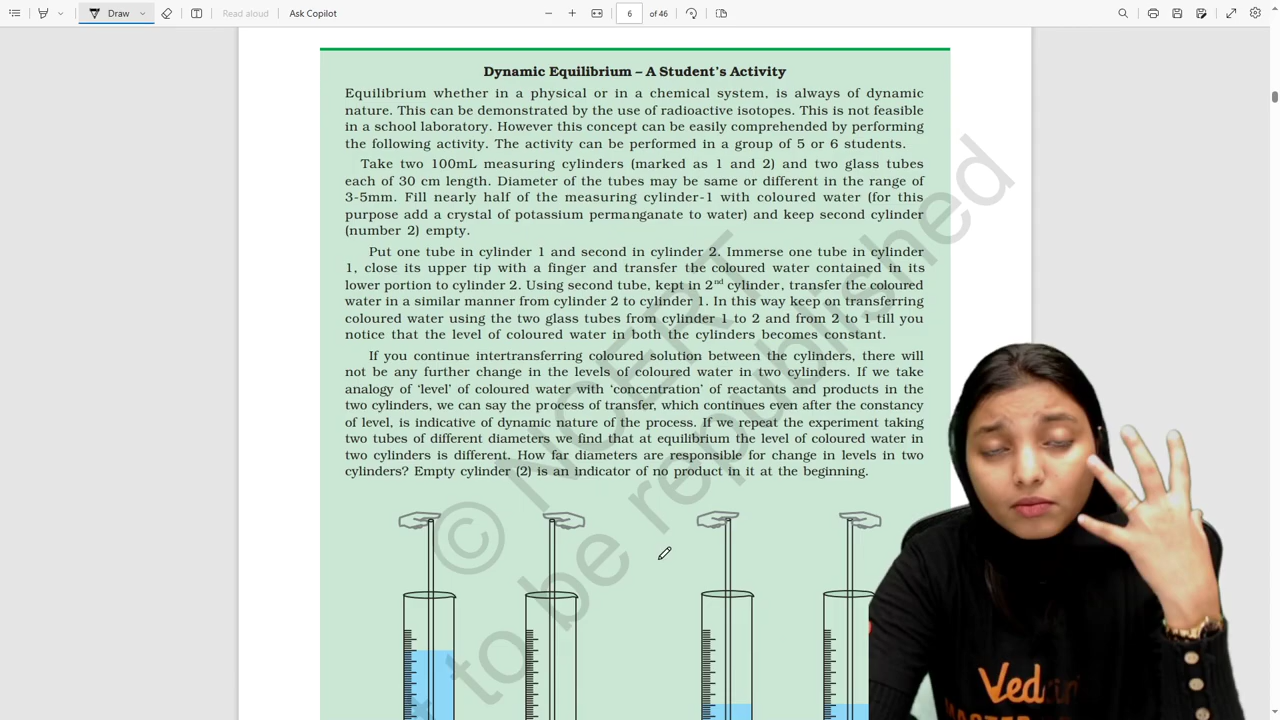 Draw
Read aloud
Ask Copilot
6
of 46
Dynamic Equilibrium – A Student's Activity
Equilibrium whether in a physical or in a chemical system, is always of dynamic
nature. This can be demonstrated by the use of radioactive isotopes. This is not feasible
in a school laboratory. However this concept can be easily comprehended by performing
the following activity. The activity can be performed in a group of 5 or 6 students.
Take two 100mL measuring cylinders (marked as 1 and 2) and two glass tubes
each of 30 cm length. Diameter of the tubes may be same or different in the range of
3-5mm. Fill nearly half of the measuring cylinder-1 with coloured water (for this
purpose add a crystal of potassium permanganate to water) and keep second cylinder
(number 2) empty.
Put one tube in cylinder 1 and second in cylinder 2. Immerse one tube in cylinder
1, close its upper tip with a finger and transfer the coloured water contained in its
lower portion to cylinder 2. Using second tube, kept in 2nd cylinder, transfer the coloured
water in a similar manner from cylinder 2 to cylinder 1. In this way keep on transferring
coloured water using the two glass tubes from cylinder 1 to 2 and from 2 to 1 till you
notice that the level of coloured water in both the cylinders becomes constant.
If you continue intertransferring coloured solution between the cylinders, there will
not be any further change in the levels of coloured water in two cylinders. If we take
analogy of 'level' of coloured water with 'concentration' of reactants and products in the
two cylinders, we can say the process of transfer, which continues even after the constancy
of level, is indicative of dynamic nature of the process. If we repeat the experiment taking
two tubes of different diameters we find that at equilibrium the level of coloured water in
two cylinders is different. How far diameters are responsible for change in levels in two
cylinders? Empty cylinder (2) is an indicator of no product in it at the beginning.
© NCERT
to be republished